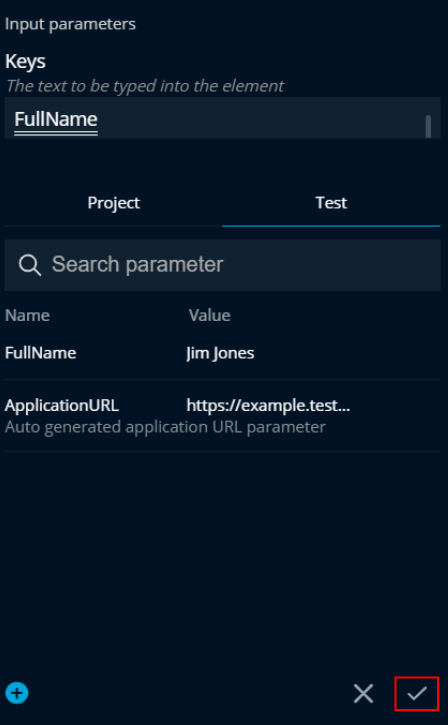 Input parameters
Keys
The text to be typed into the element
FullName
Project Test
Search parameter
Name Value
FullName Jim Jones
ApplicationURL https://example.test...
Auto generated application URL parameter